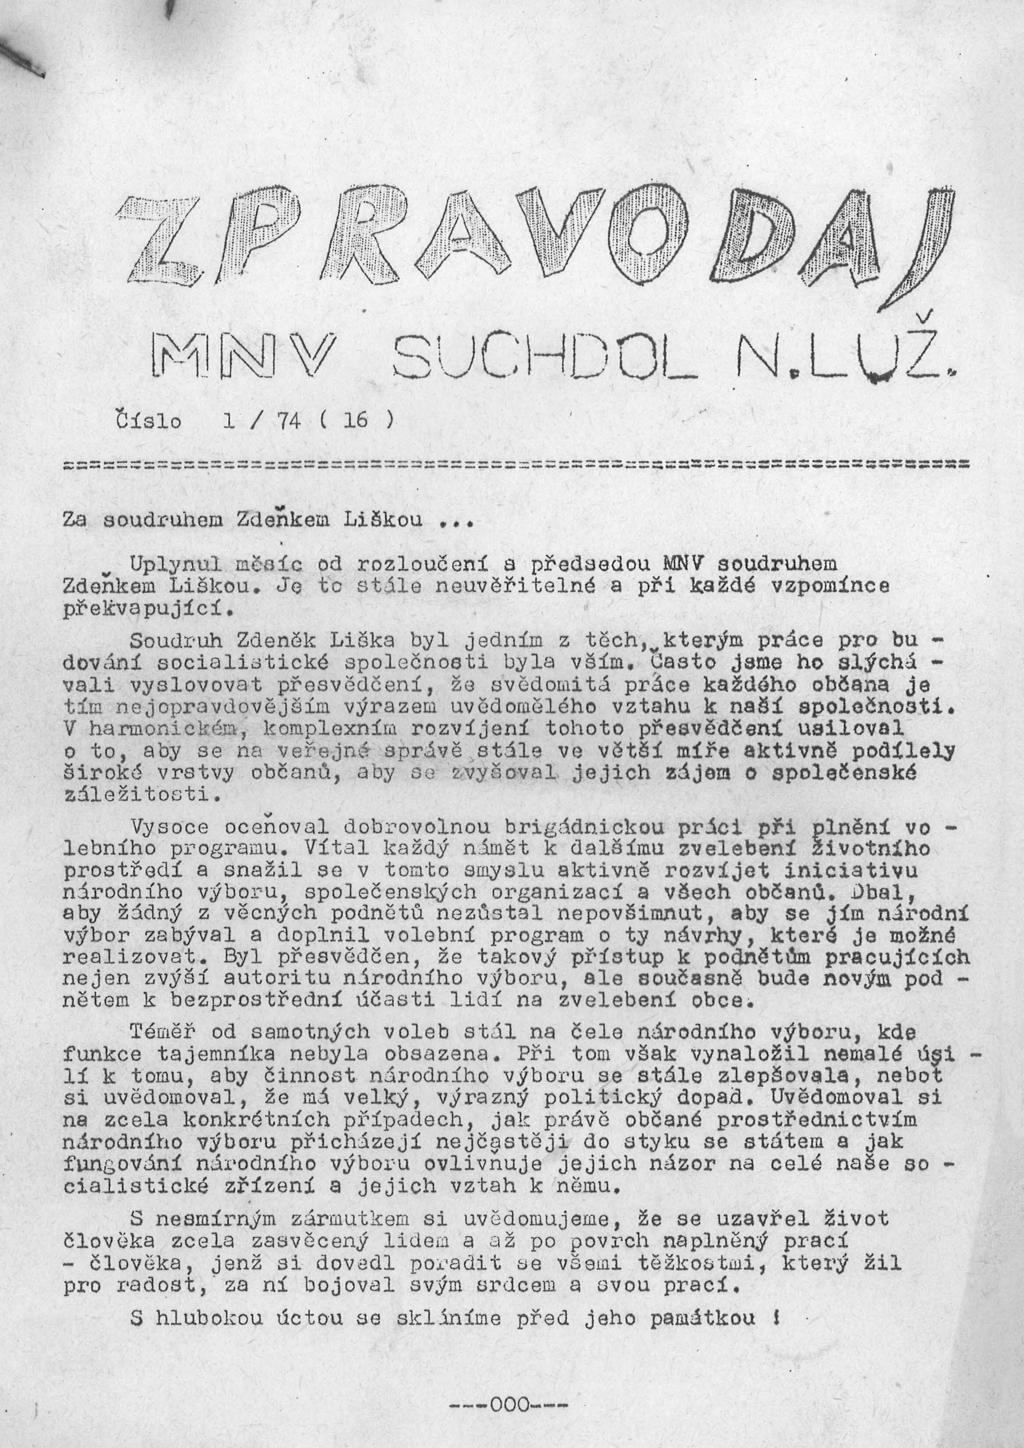 ZPRAVODAJ
MNV SUCHDOL N.LUŽ.
Číslo 1 / 74 ( 16 )
Za soudruhem Zdeňkem Liškou ...
Uplynul měsíc od rozloučení s předsedou MNV soudruhem
Zdeňkem Liškou. Je to stále neuvěřitelné a při každé vzpomínce
překvapující.
Soudruh Zdeněk Liška byl jedním z těch, kterým práce pro bu -
dování socialistické společnosti byla vším. Často jsme ho slýchá -
vali vyslovovat přesvědčení, že svědomitá práce každého občana je
tím nejopravdovějším výrazem uvědomělého vztahu k naší společnosti.
V harmonickém, komplexním rozvíjení tohoto přesvědčení usiloval
o to, aby se na veřejné správě stále ve větší míře aktivně podílely
široké vrstvy občanů, aby se zvyšoval jejich zájem o společenské
záležitosti.
Vysoce oceňoval dobrovolnou brigádnickou práci při plnění vo -
lebního programu. Vítal každý námět k dalšímu zvelebení životního
prostředí a snažil se v tomto smyslu aktivně rozvíjet iniciativu
národního výboru, společenských organizací a všech občanů. Dbal,
aby žádný z věcných podnětů nezůstal nepovšimnut, aby se jím národní
výbor zabýval a doplnil volební program o ty návrhy, které je možné
realizovat. Byl přesvědčen, že takový přístup k podnětům pracujících
nejen zvýší autoritu národního výboru, ale současně bude novým pod -
nětem k bezprostřední účasti lidí na zvelebení obce.
Téměř od samotných voleb stál na čele národního výboru, kde
funkce tajemníka nebyla obsazena. Při tom však vynaložil nemalé úsi -
lí k tomu, aby činnost národního výboru se stále zlepšovala, neboť
si uvědomoval, že má velký, výrazný politický dopad. Uvědomoval si
na zcela konkrétních případech, jak právě občané prostřednictvím
národního výboru přicházejí nejčastěji do styku se státem a jak
fungování národního výboru ovlivňuje jejich názor na celé naše so -
cialistické zřízení a jejich vztah k němu.
S nesmírným zármutkem si uvědomujeme, že se uzavřel život
člověka zcela zasvěcený lidem a až po povrch naplněný prací
- člověka, jenž si dovedl poradit se všemi těžkostmi, který žil
pro radost, za ní bojoval svým srdcem a svou prací.
S hlubokou úctou se skláníme před jeho památkou !
---000---